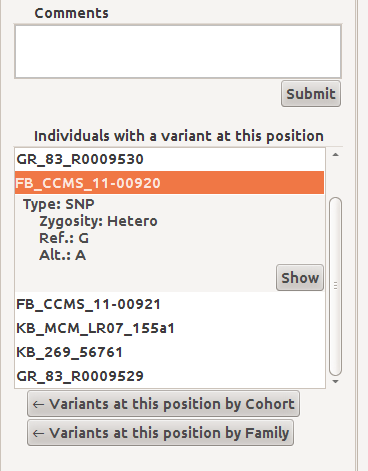 Comments
Submit
Individuals with a variant at this position
GR_83_R0009530
FB_CCMS_11-00920
Type: SNP
Zygosity: Hetero
Ref.: G
Alt.: A
Show
FB_CCMS_11-00921
KB_MCM_LR07_155a1
KB_269_56761
GR_83_R0009529
← Variants at this position by Cohort
← Variants at this position by Family